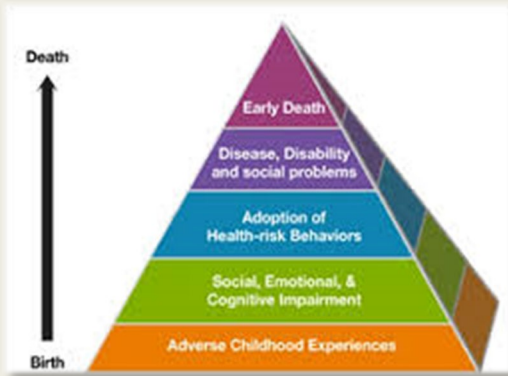 Death
Early Death
Disease, Disability
and social problems
Adoption of
Health-risk Behaviors
Social, Emotional, &
Cognitive Impairment
Adverse Childhood Experiences
Birth